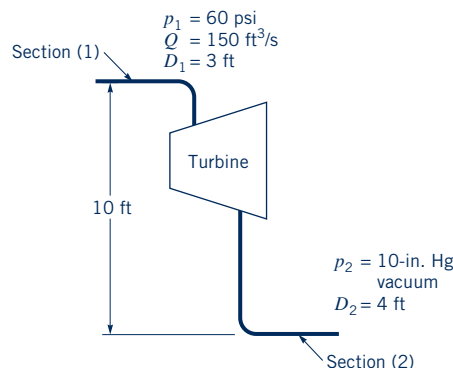 p₁ = 60 psi
Q = 150 ft³/s
D₁ = 3 ft
Section (1)
Turbine
10 ft
p₂ = 10-in. Hg
vacuum
D₂ = 4 ft
Section (2)